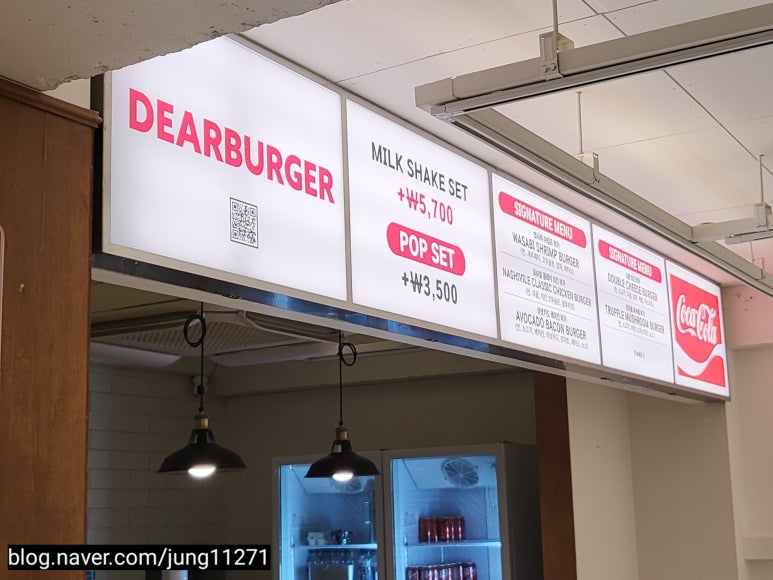 DEARBURGER
MILK SHAKE SET
+₩5,700
POP SET
+₩3,500
SIGNATURE MENU
WASABI SHRIMP BURGER
NASHIVILE CLASSIC CHICKEN BURGER
AVOCADO BACON BURGER
SIGNATURE MENU
DOUBLE CHEESE BURGER
TRUFFLE MUSHROOM BURGER
Coca-Cola
blog.naver.com/jung11271